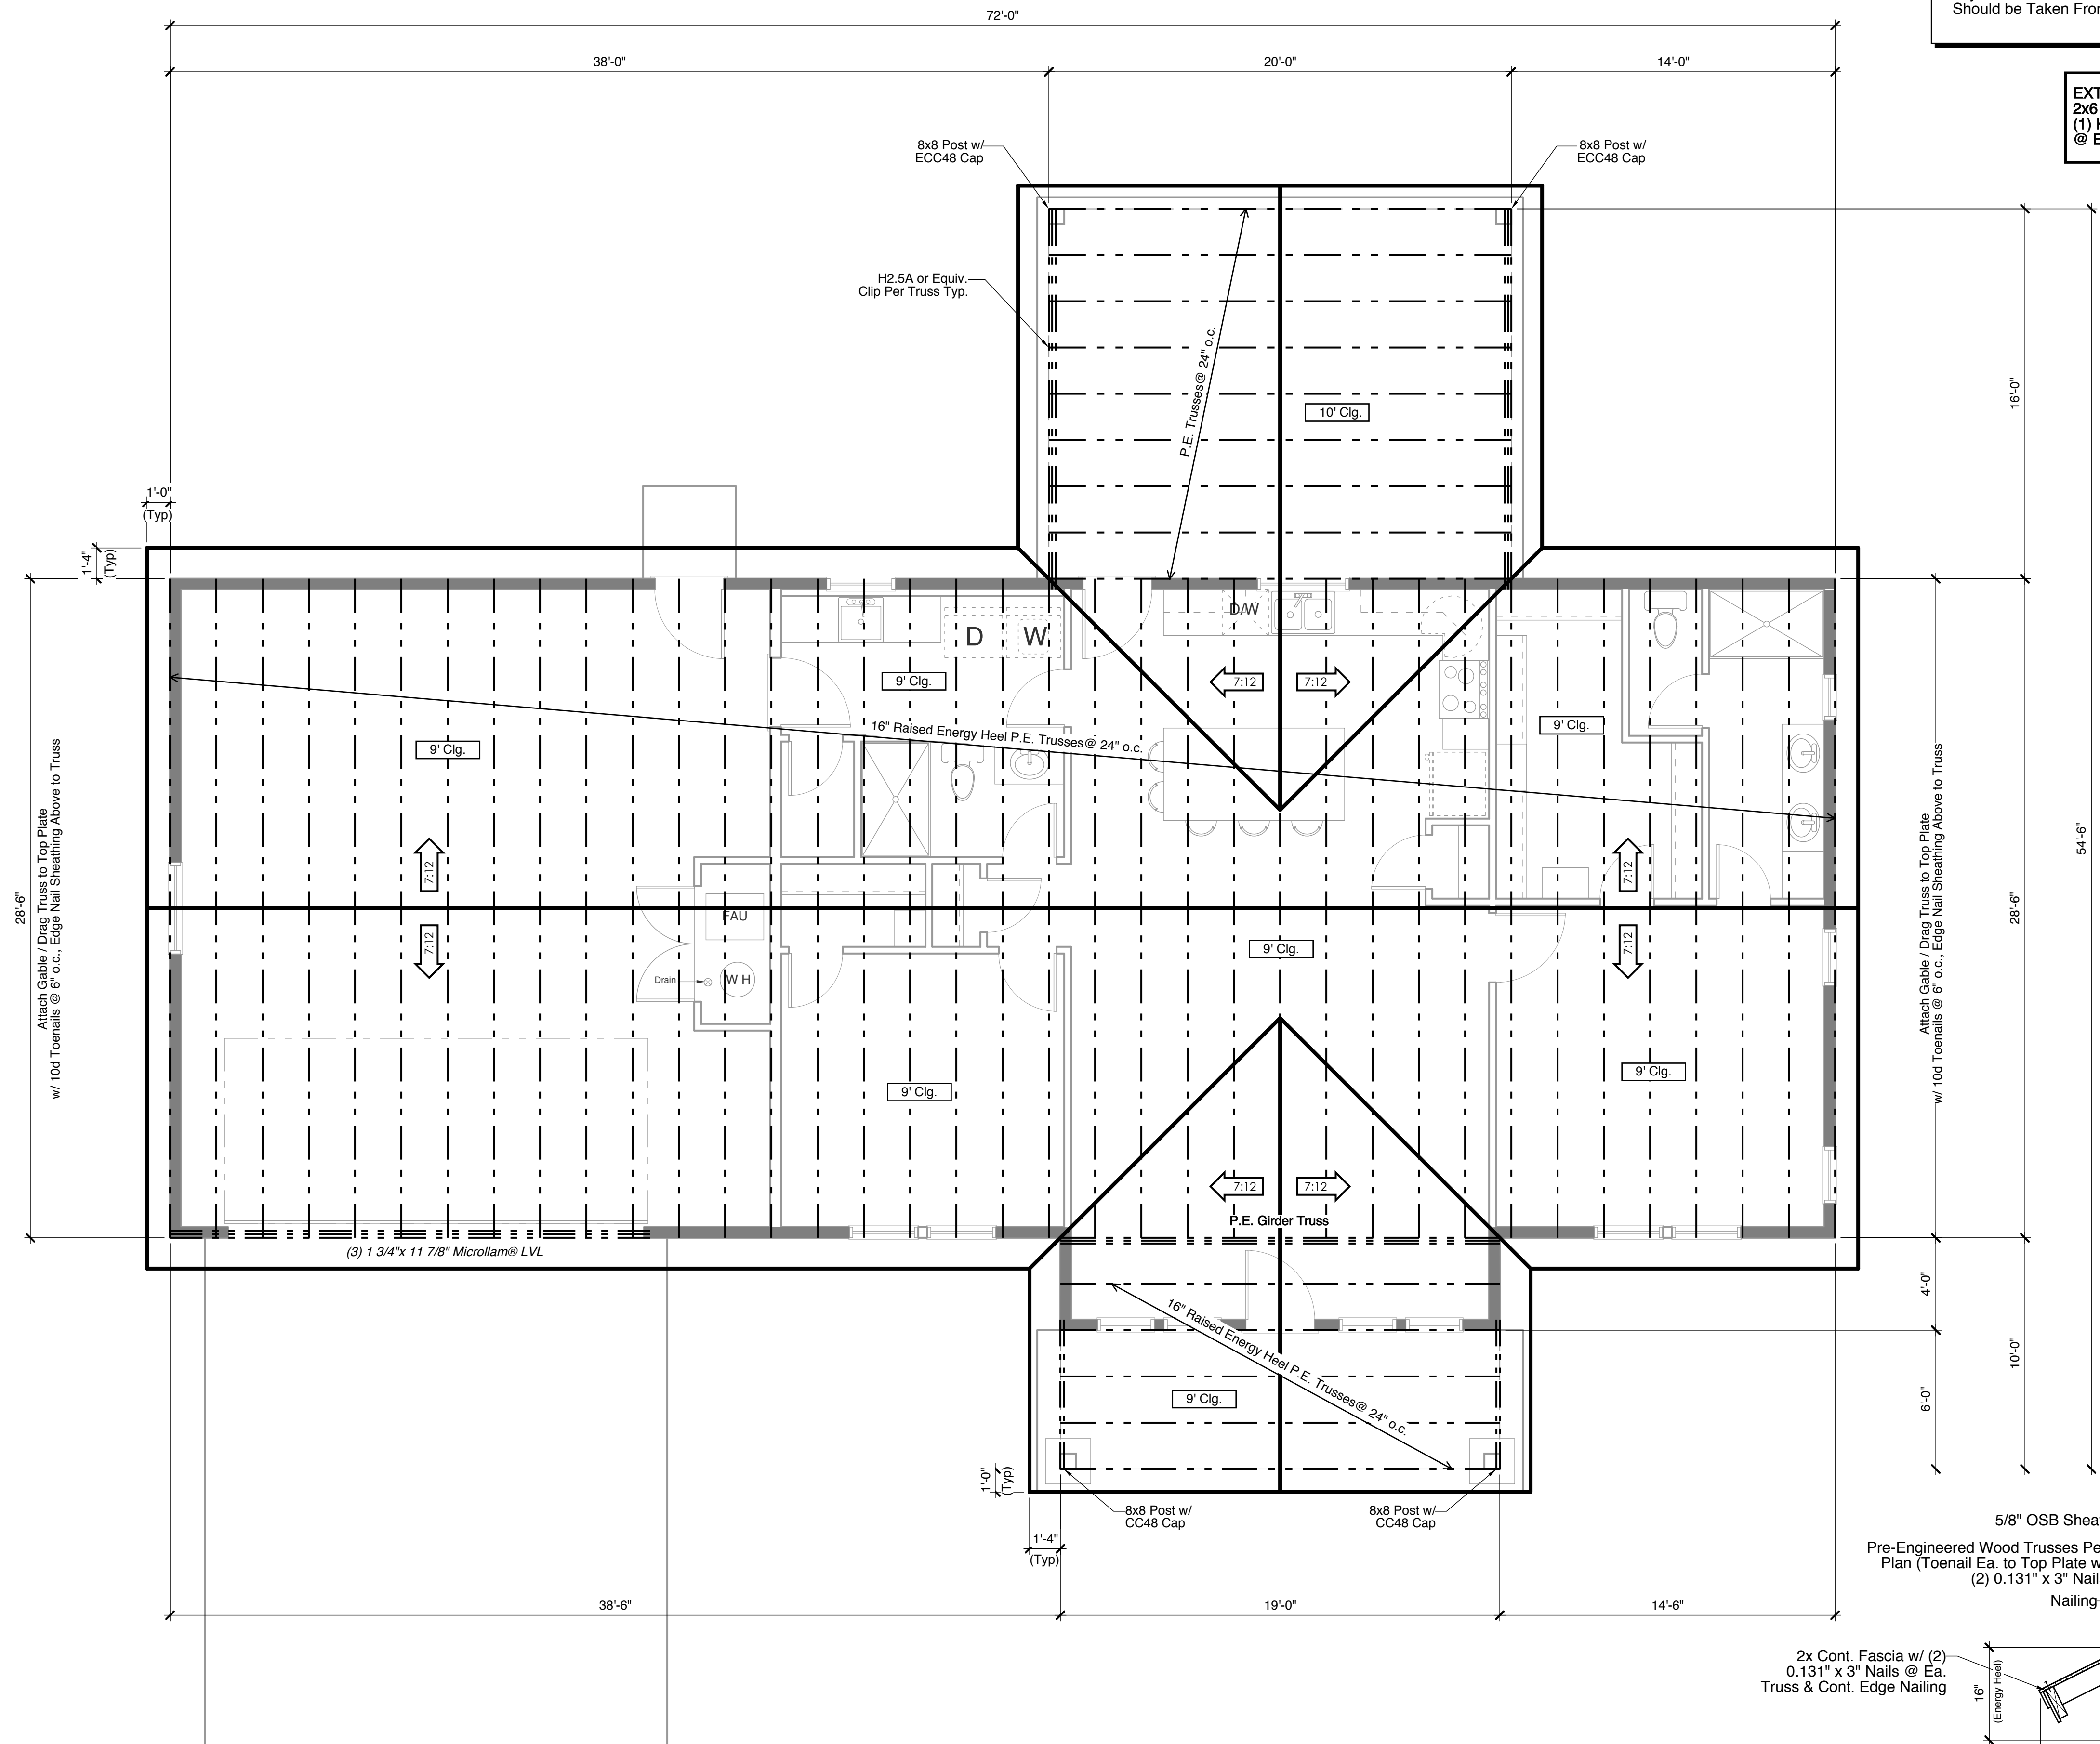 72'-0"
Should be Taken From
38'-0"
20'-0"
14'-0"
EXT
2x6
(1)
@ E
8x8 Post w/
ECC48 Cap
8x8 Post w/
ECC48 Cap
H2.5A or Equiv.
Clip Per Truss Typ.
P.E. Trusses@ 24" o.c.
10' Clg.
16'-0"
1'-0"
(Typ)
1'-4"
(Typ)
D/W
D
W
9' Clg.
7:12
7:12
9' Clg.
9' Clg.
16" Raised Energy Heel P.E. Trusses@ 24" o.c.
28'-6"
Attach Gable / Drag Truss to Top Plate
w/ 10d Toenails @ 6" o.c., Edge Nail Sheathing Above to Truss
7:12
7:12
7:12
7:12
FAU
Drain
W H
9' Clg.
9' Clg.
9' Clg.
Attach Gable / Drag Truss to Top Plate
w/ 10d Toenails @ 6" o.c., Edge Nail Sheathing Above to Truss
28'-6"
54'-6"
7:12
7:12
P.E. Girder Truss
(3) 1 3/4"x 11 7/8" Microllam® LVL
16" Raised Energy Heel P.E. Trusses@ 24" o.c.
9' Clg.
4'-0"
6'-0"
10'-0"
1'-0"
(Typ)
8x8 Post w/
CC48 Cap
8x8 Post w/
CC48 Cap
1'-4"
(Typ)
38'-6"
19'-0"
14'-6"
5/8" OSB Shea
Pre-Engineered Wood Trusses Pe
Plan (Toenail Ea. to Top Plate w
(2) 0.131" x 3" Nail
Nailing
2x Cont. Fascia w/ (2)
0.131" x 3" Nails @ Ea.
Truss & Cont. Edge Nailing
16"
(Energy Heel)